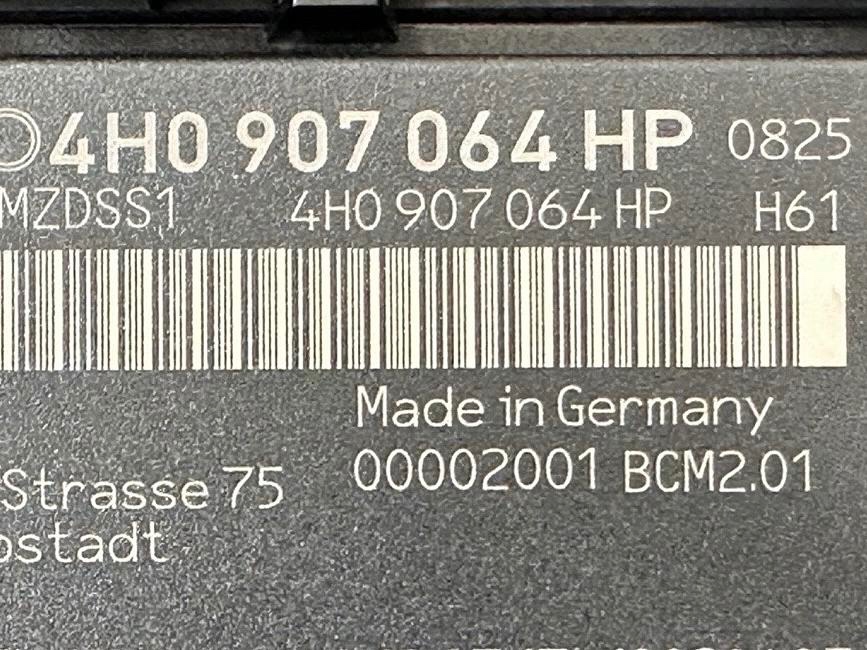 4H0 907 064 HP 0825
MZDSS1 4H0 907 064 HP H61
Made in Germany
00002001 BCM2.01
Strasse 75